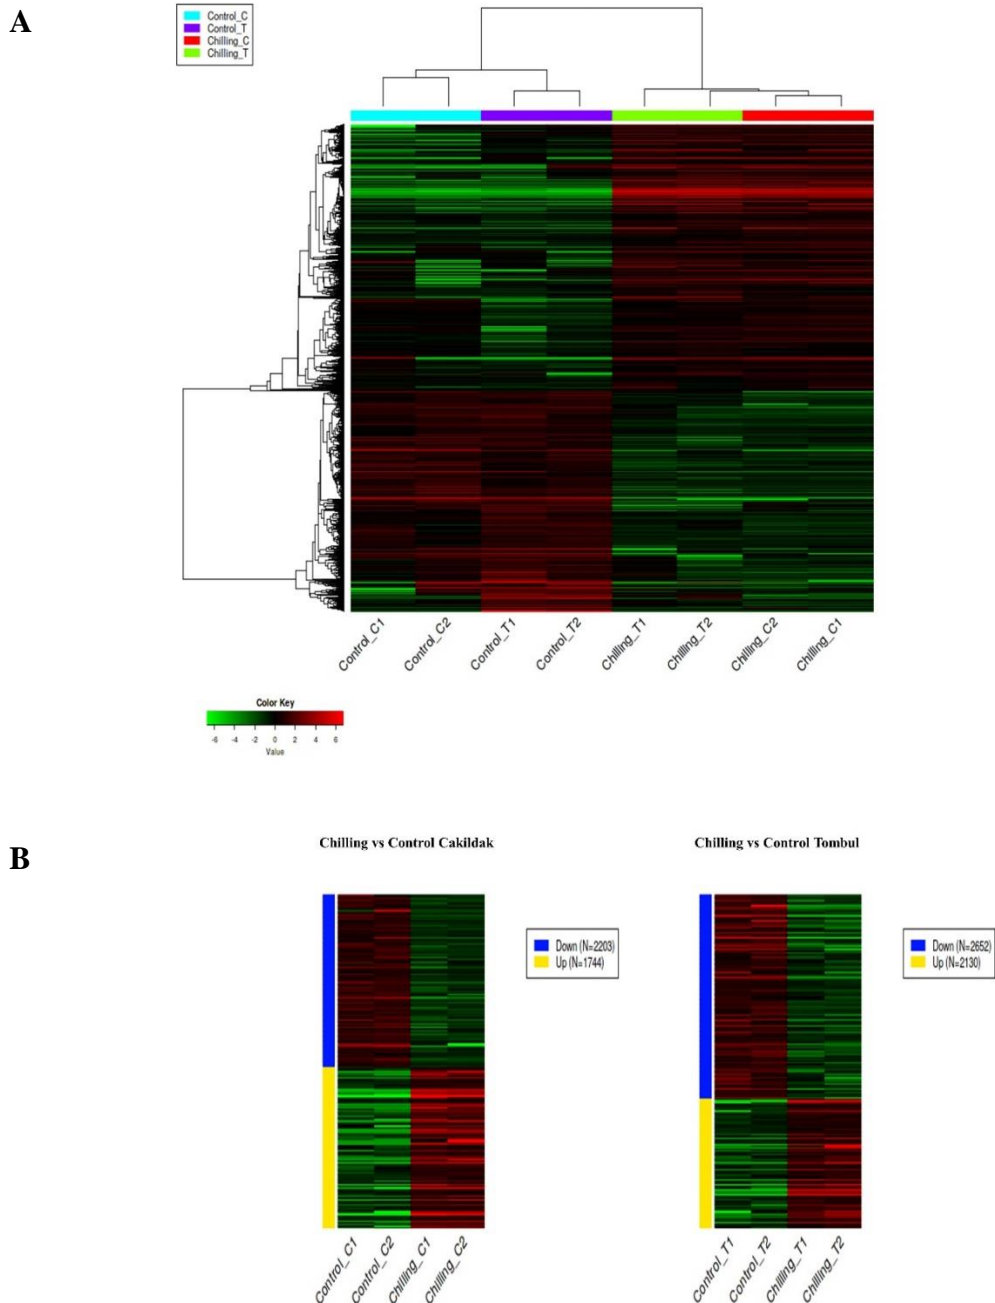 A
Control_C
Control_T
Chilling_C
Chilling_T
Control_C1
Control_C2
Control_T1
Control_T2
Chilling_T1
Chilling_T2
Chilling_C2
Chilling_C1
Color Key
-6 -4 -2 0 2 4 6
Value
B
Chilling vs Control Cakildak
Down (N=2203)
Up (N=1744)
Control_C1
Control_C2
Chilling_C1
Chilling_C2
Chilling vs Control Tombul
Down (N=2652)
Up (N=2130)
Control_T1
Control_T2
Chilling_T1
Chilling_T2